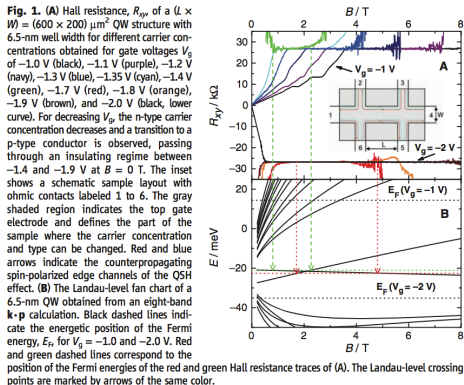 Fig. 1. (A) Hall resistance, Rxy, of a (L ×
W) = (600 × 200) μm² QW structure with
6.5-nm well width for different carrier con-
centrations obtained for gate voltages Vg
of −1.0 V (black), −1.1 V (purple), −1.2 V
(navy), −1.3 V (blue), −1.35 V (cyan), −1.4 V
(green), −1.7 V (red), −1.8 V (orange),
−1.9 V (brown), and −2.0 V (black, lower
curve). For decreasing Vg, the n-type carrier
concentration decreases and a transition to a
p-type conductor is observed, passing
through an insulating regime between
−1.4 and −1.9 V at B = 0 T. The inset
shows a schematic sample layout with
ohmic contacts labeled 1 to 6. The gray
shaded region indicates the top gate
electrode and defines the part of the
sample where the carrier concentration
and type can be changed. Red and blue
arrows indicate the counterpropagating
spin-polarized edge channels of the QSH
effect. (B) The Landau-level fan chart of a
6.5-nm QW obtained from an eight-band
k·p calculation. Black dashed lines indi-
cate the energetic position of the Fermi
energy, EF, for Vg = −1.0 and −2.0 V. Red
and green dashed lines correspond to the
position of the Fermi energies of the red and green Hall resistance traces of (A). The Landau-level crossing
points are marked by arrows of the same color.
B / T
0 2 4 6 8
30
20
10
0
−10
−20
−30
Rxy / kΩ
A
Vg= −1 V
1
2
3
4
5
6
L
W
Vg= −2 V
B
EF (Vg= −1 V)
20
0
−20
−40
E / meV
EF (Vg= −2 V)
0 2 4 6 8
B / T